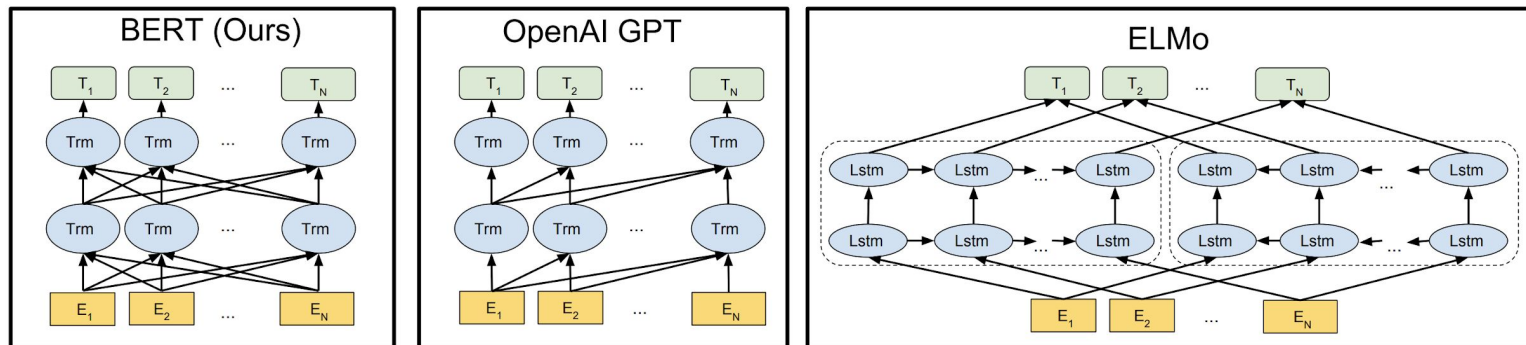 BERT (Ours)
T1 T2 ... TN
Trm Trm ... Trm
Trm Trm ... Trm
E1 E2 ... EN
OpenAI GPT
T1 T2 ... TN
Trm Trm ... Trm
Trm Trm ... Trm
E1 E2 ... EN
ELMo
T1 T2 ... TN
Lstm Lstm ... Lstm Lstm Lstm ... Lstm
Lstm Lstm ... Lstm Lstm Lstm ... Lstm
E1 E2 ... EN